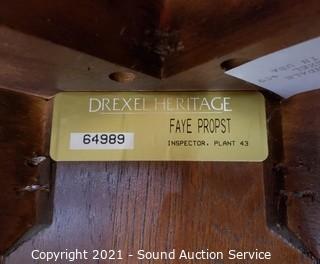 DREXEL HERITAGE
FAYE PROPST
64989
INSPECTOR, PLANT 43
Copyright 2021 - Sound Auction Service